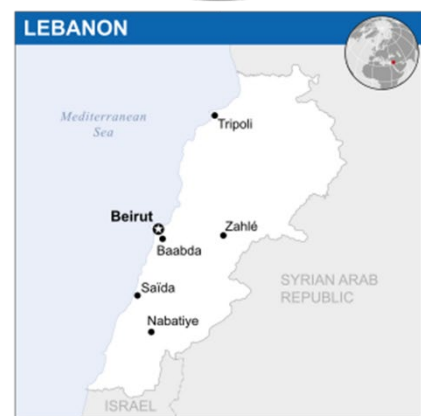 LEBANON
Mediterranean
Sea
Tripoli
Beirut
Zahlé
Baabda
SYRIAN ARAB
REPUBLIC
Saïda
Nabatiye
ISRAEL